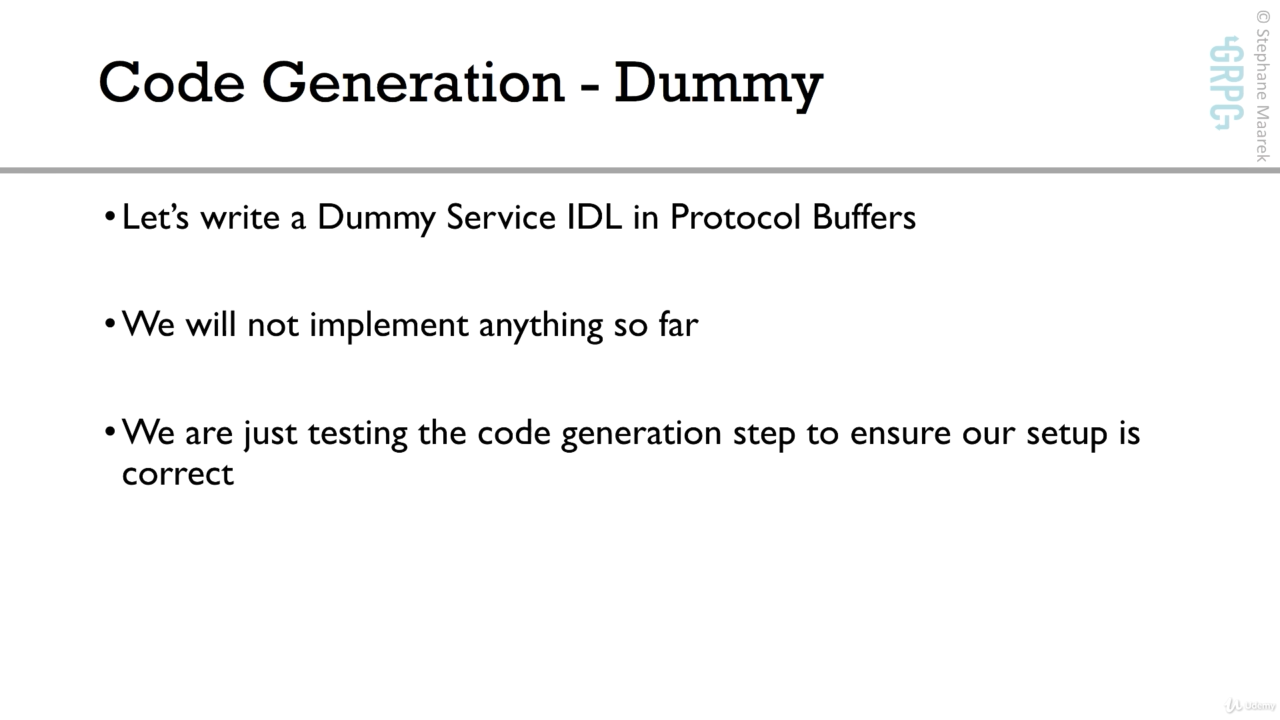 Code Generation - Dummy
GRPC
© Stephane Maarek
• Let's write a Dummy Service IDL in Protocol Buffers
• We will not implement anything so far
• We are just testing the code generation step to ensure our setup is
correct
Udemy